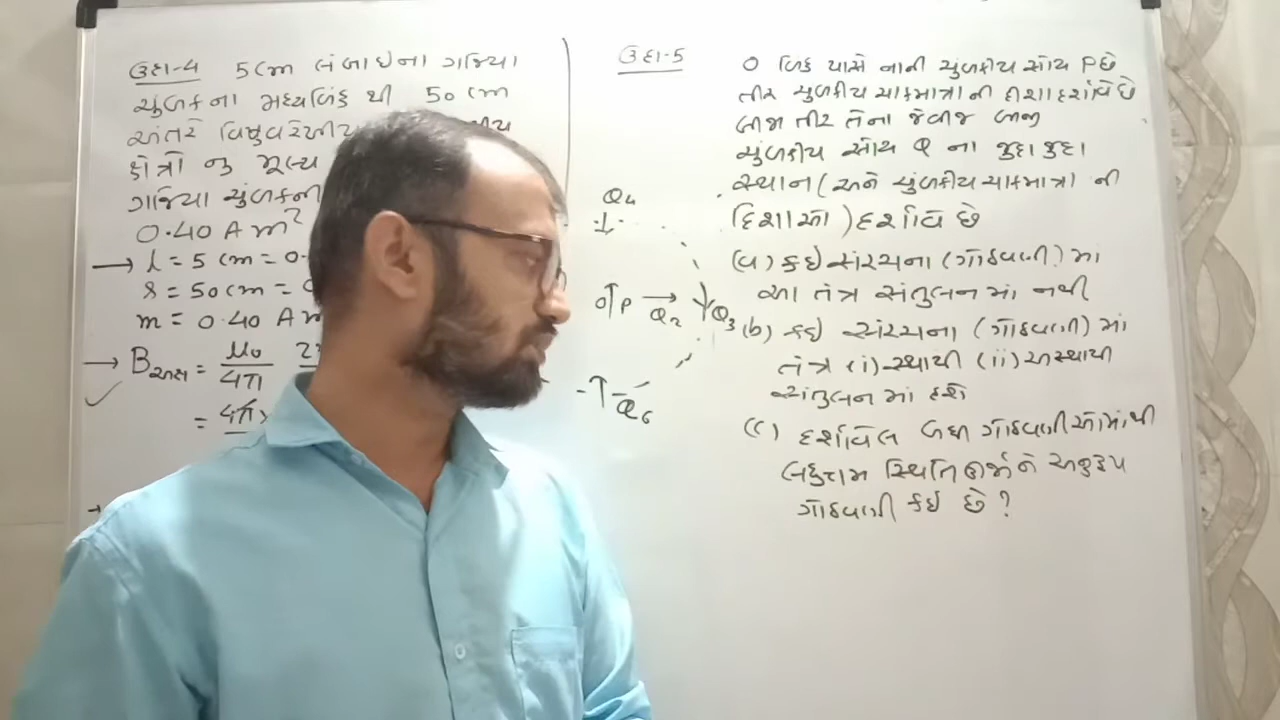 ઉદા-4 5cm લંબાઈના ગજિયા
ચુંબકના મધ્યબિંદુ થી 50 cm
અંતરે વિષુવરેખીય
ક્ષેત્રો નુ મૂલ્ય
ગજિયા ચુંબકની
0.40 A m²
→ l = 5 cm = 0.
r = 50 cm =
m = 0.40 A m
→ Bઅક્ષ = μ0/4π
= 4π×
ઉદા-5
O બિંદુ પાસે નાની ચુંબકીય સોય P છે
તીર ચુંબકીય ચાકમાત્રા ની દીશા દર્શાવે છે
બીજા તીર તેના જેવીજ બીજી
ચુંબકીય સોય Q ના જુદા જુદા
સ્થાન (અને ચુંબકીય ચાકમાત્રા ની
દિશાઓ) દર્શાવે છે
(a) કઇ સંરચના (ગોઠવણી) માં
આ તંત્ર સંતુલન માં નથી
(b) કઇ સંરચના (ગોઠવણી) માં
તંત્ર (i) સ્થાયી (ii) અસ્થાયી
સંતુલન માં હશે
(c) દર્શાવેલ બધી ગોઠવણીઓમાંથી
લઘુત્તમ સ્થિતિઊર્જાને અનુરૂપ
ગોઠવણી કઇ છે?
Q4
O P Q2 Q3
Q6